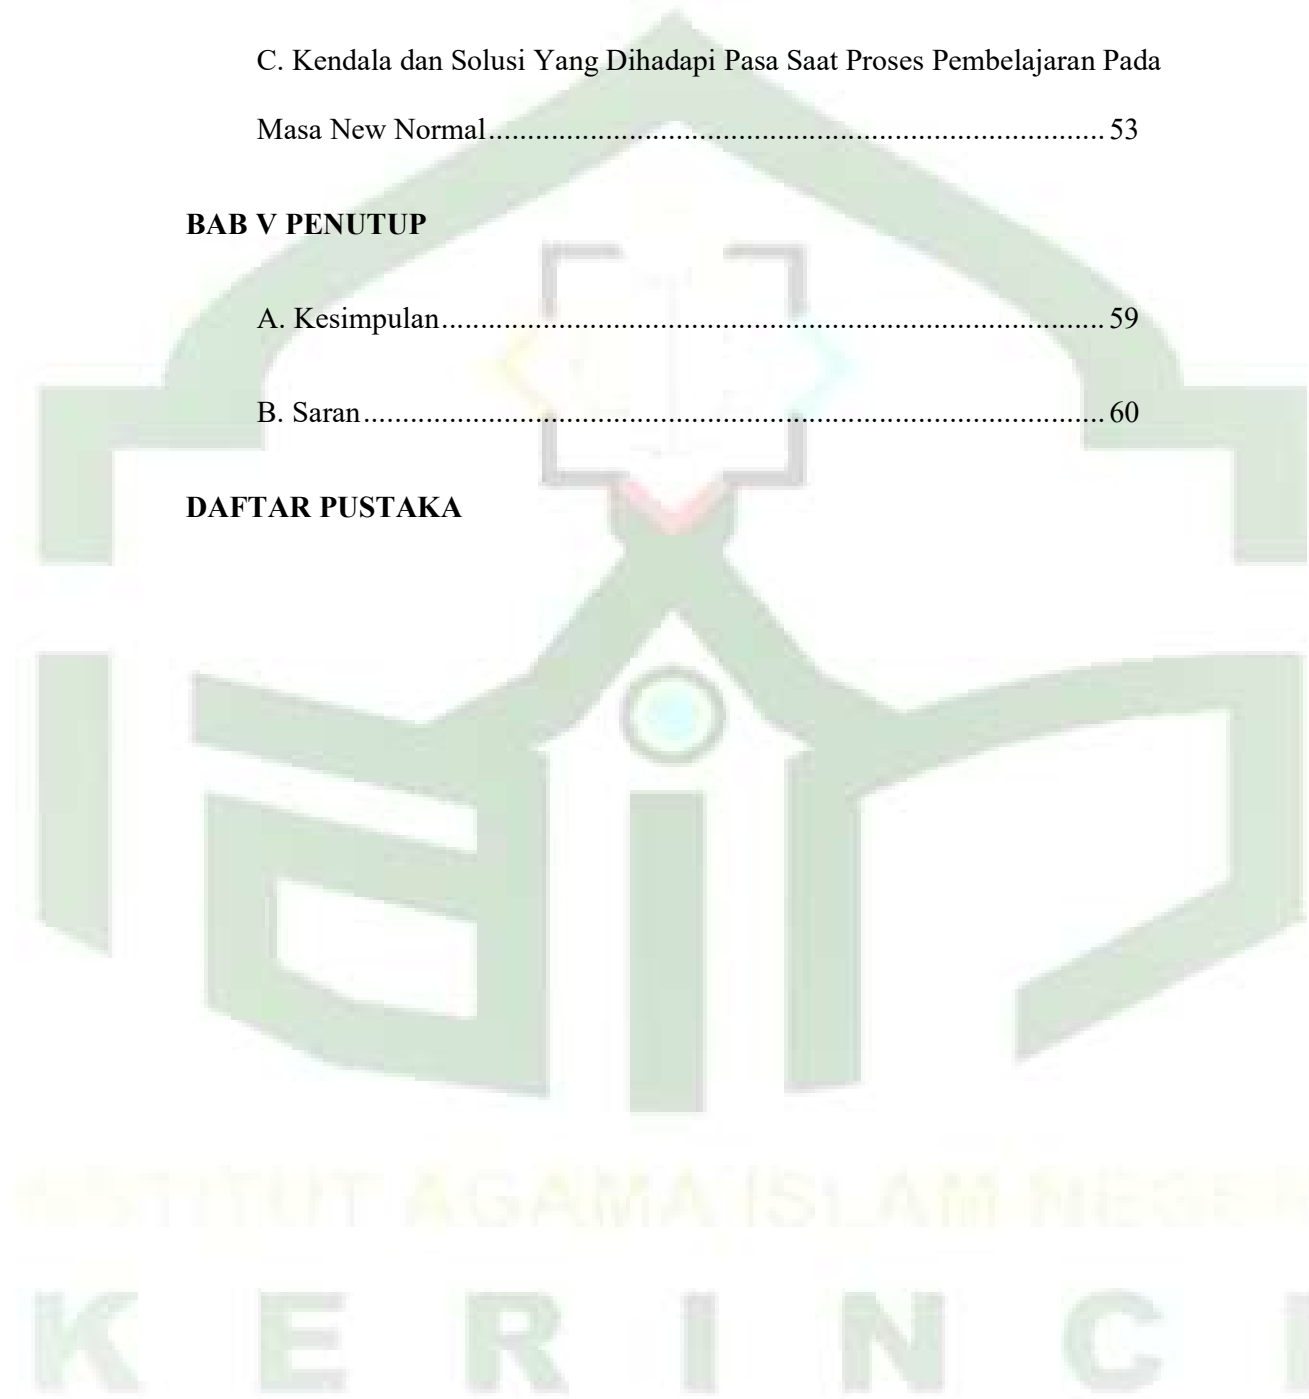 C. Kendala dan Solusi Yang Dihadapi Pasa Saat Proses Pembelajaran Pada
Masa New Normal................................................................................ 53
BAB V PENUTUP
A. Kesimpulan...................................................................................... 59
B. Saran................................................................................................ 60
DAFTAR PUSTAKA
iain
INSTITUT AGAMA ISLAM NEGERI
K E R I N C I